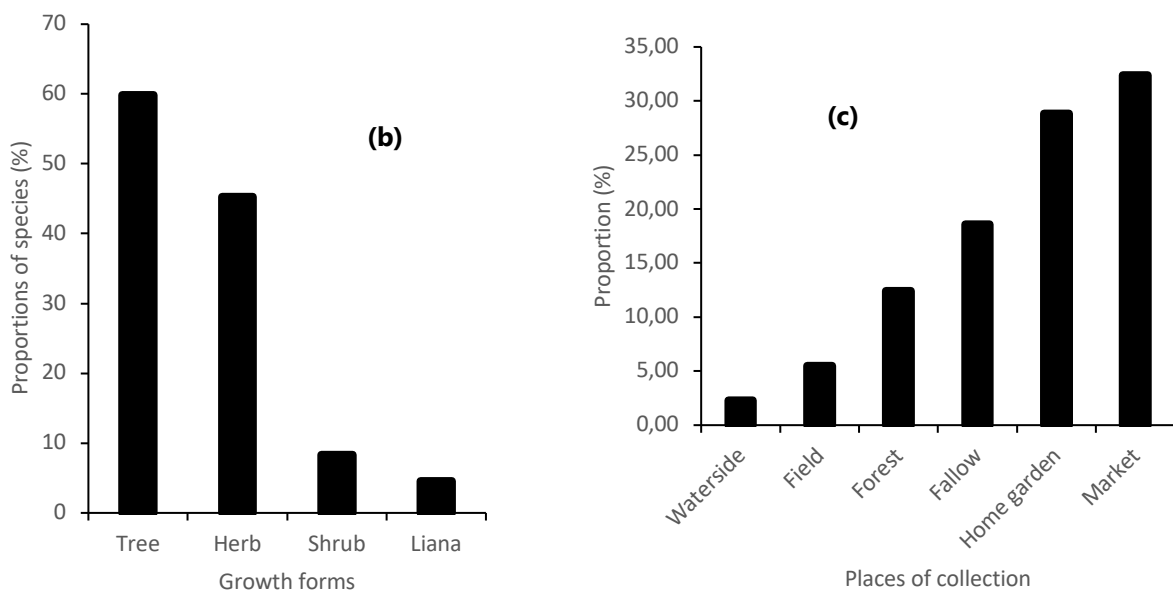 70
60
50
40
30
20
10
0
Proportions of species (%)
(b)
Tree Herb Shrub Liana
Growth forms
35,00
30,00
25,00
20,00
15,00
10,00
5,00
0,00
Proportion (%)
(c)
Waterside
Field
Forest
Fallow
Home garden
Market
Places of collection